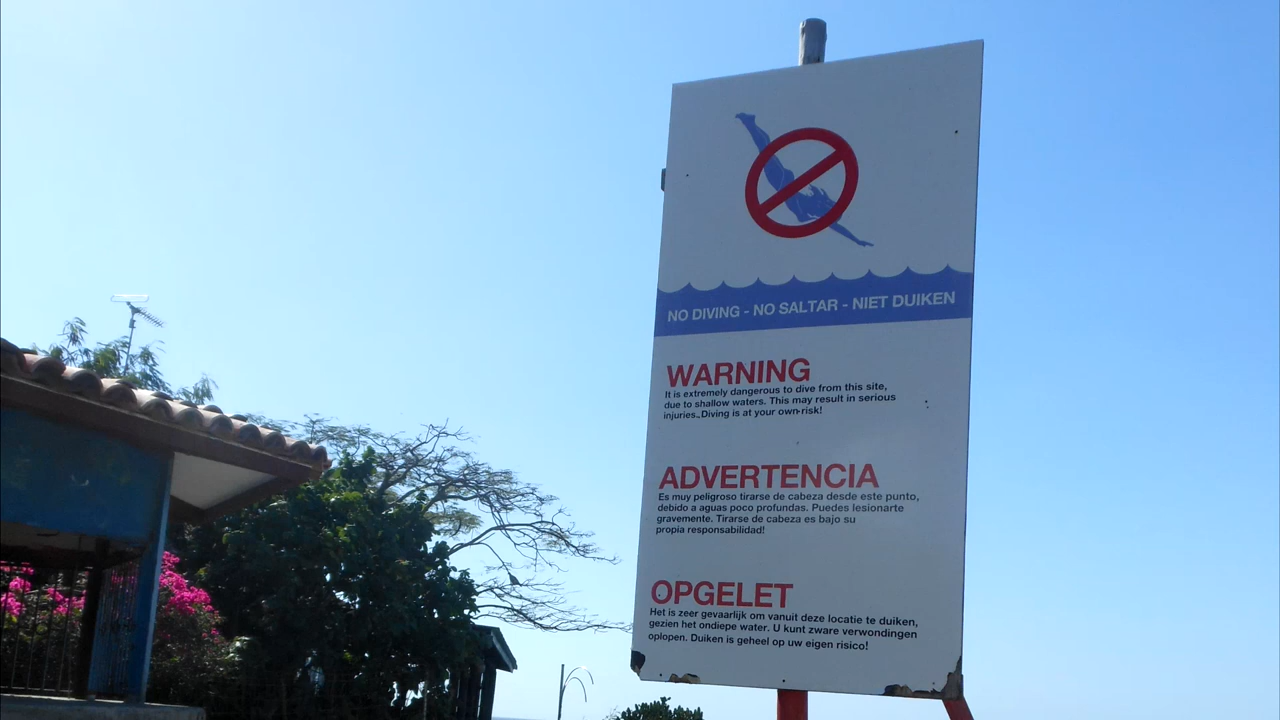 NO DIVING - NO SALTAR - NIET DUIKEN
WARNING
It is extremely dangerous to dive from this site,
due to shallow waters. This may result in serious
injuries. Diving is at your own risk!
ADVERTENCIA
Es muy peligroso tirarse de cabeza desde este punto,
debido a aguas poco profundas. Puedes lesionarte
gravemente. Tirarse de cabeza es bajo su
propia responsabilidad!
OPGELET
Het is zeer gevaarlijk om vanuit deze locatie te duiken,
gezien het ondiepe water. U kunt zware verwondingen
oplopen. Duiken is geheel op uw eigen risico!